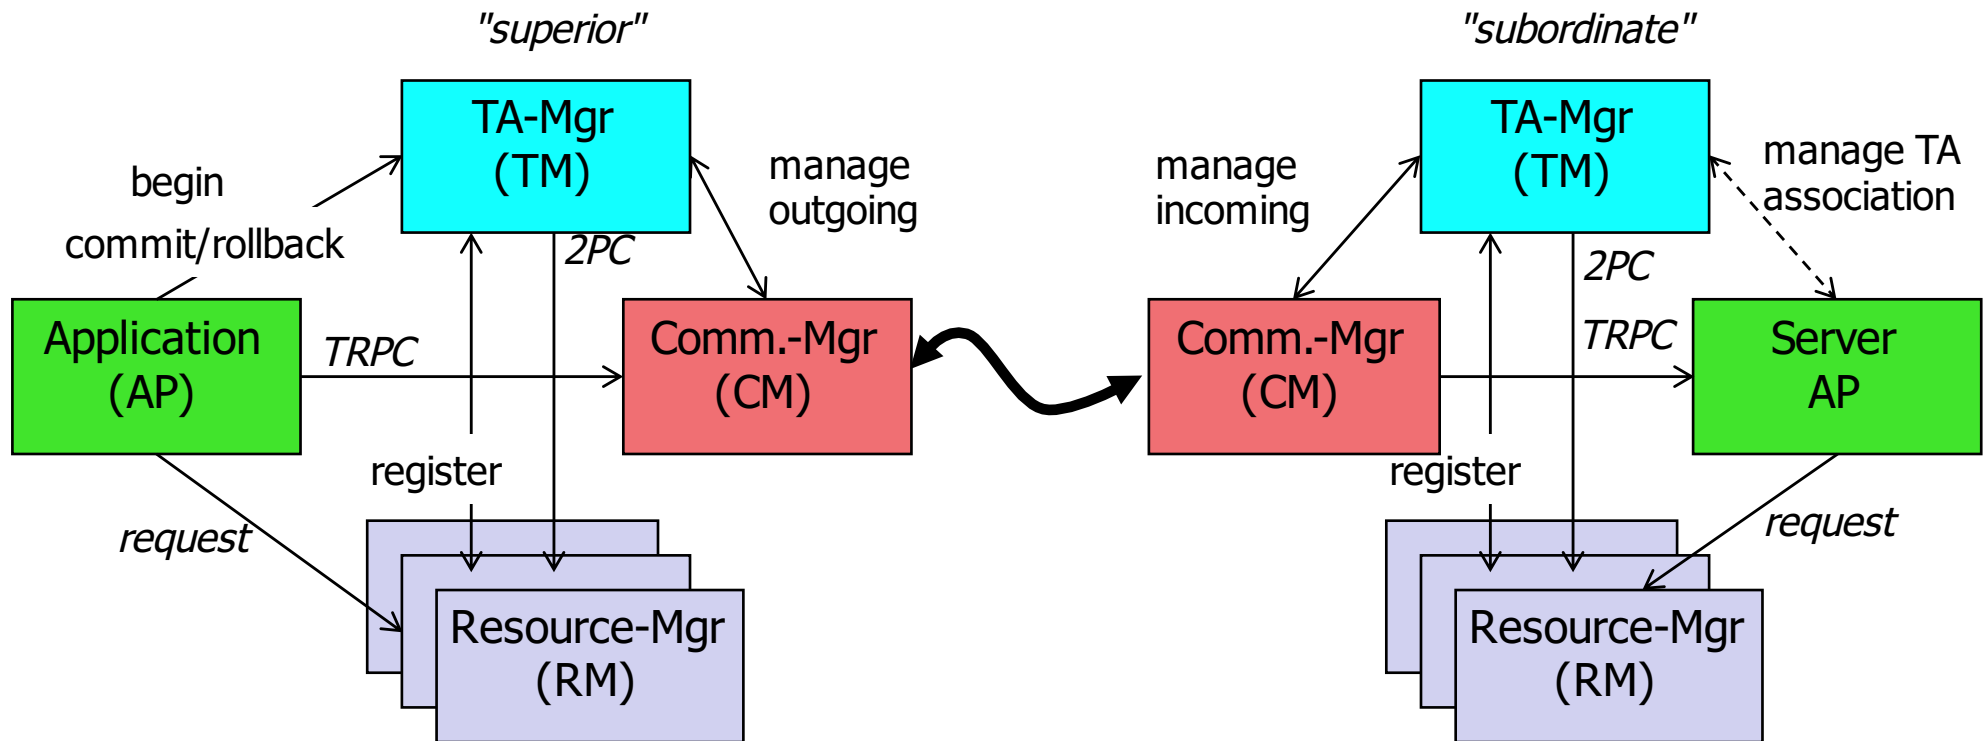 "superior"
"subordinate"
TA-Mgr
(TM)
begin
commit/rollback
manage
outgoing
2PC
Application
(AP)
TRPC
Comm.-Mgr
(CM)
register
request
Resource-Mgr
(RM)
TA-Mgr
(TM)
manage
incoming
manage TA
association
2PC
Comm.-Mgr
(CM)
TRPC
Server
AP
register
request
Resource-Mgr
(RM)